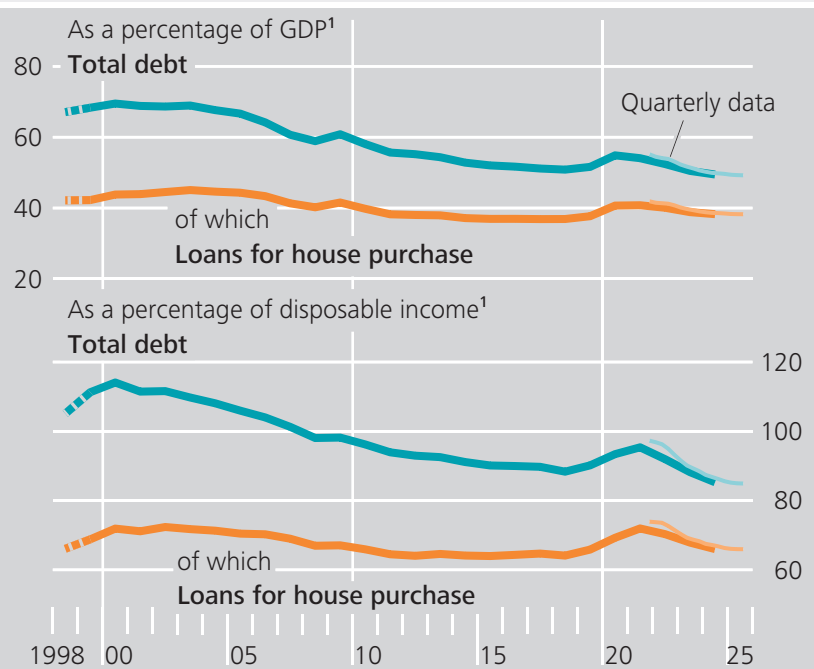 As a percentage of GDP¹
Total debt
80
Quarterly data
60
40
of which
Loans for house purchase
20
As a percentage of disposable income¹
Total debt
120
100
80
of which
60
Loans for house purchase
1998 00 05 10 15 20 25